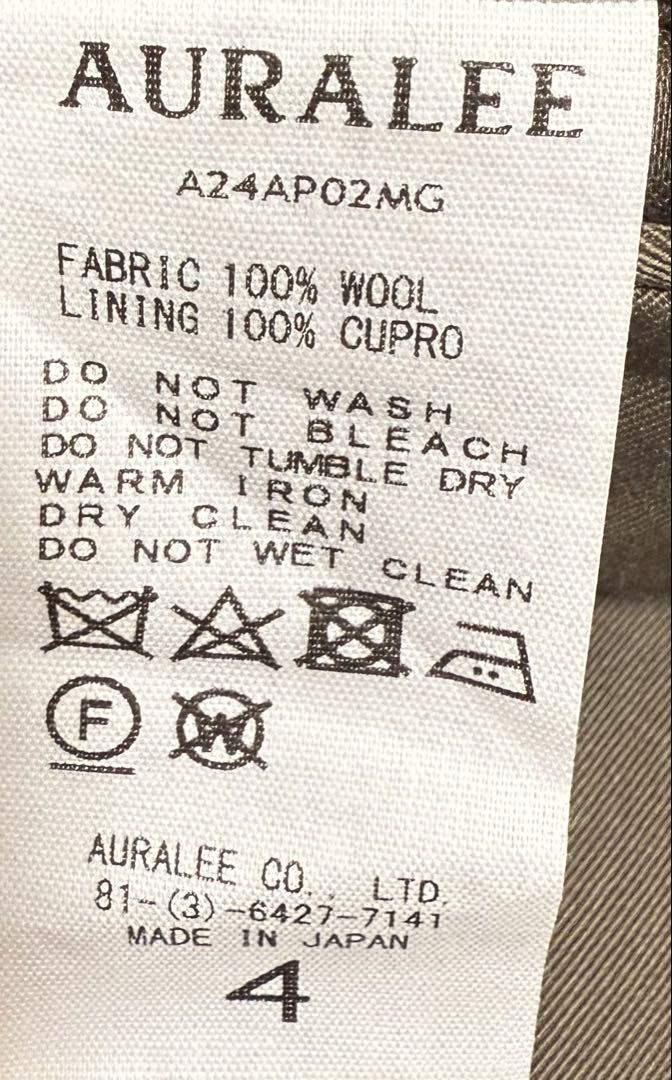 AURALEE
A24AP02MG
FABRIC 100% WOOL
LINING 100% CUPRO
DO NOT WASH
DO NOT BLEACH
DO NOT TUMBLE DRY
WARM IRON
DRY CLEAN
DO NOT WET CLEAN
F W
AURALEE CO., LTD.
81-(3)-6427-7141
MADE IN JAPAN
4